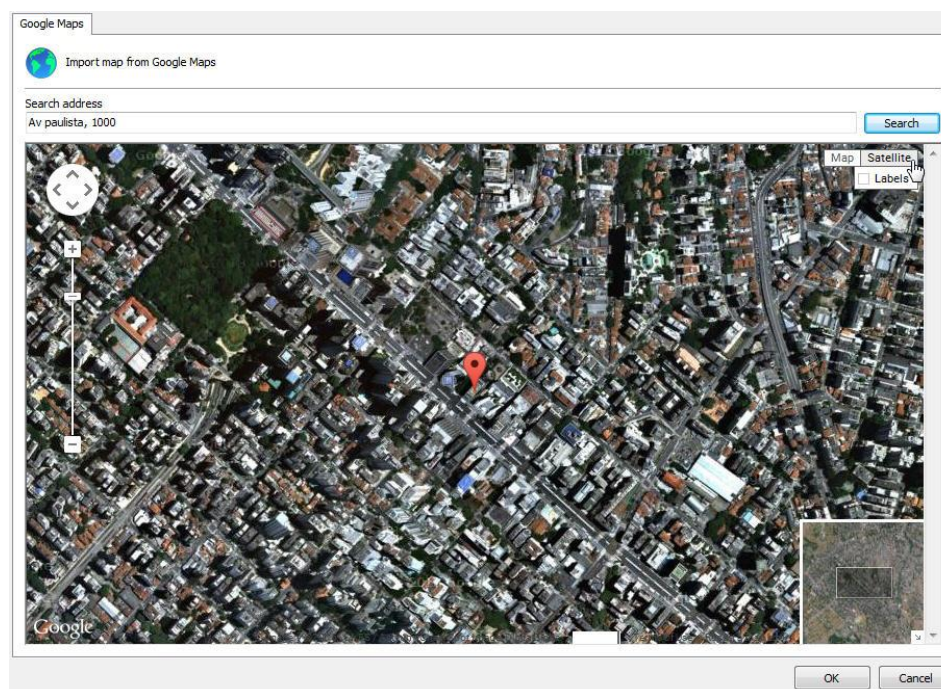 Google Maps
Import map from Google Maps
Search address
Av paulista, 1000
Search
Map
Satellite
Labels
Google
OK
Cancel